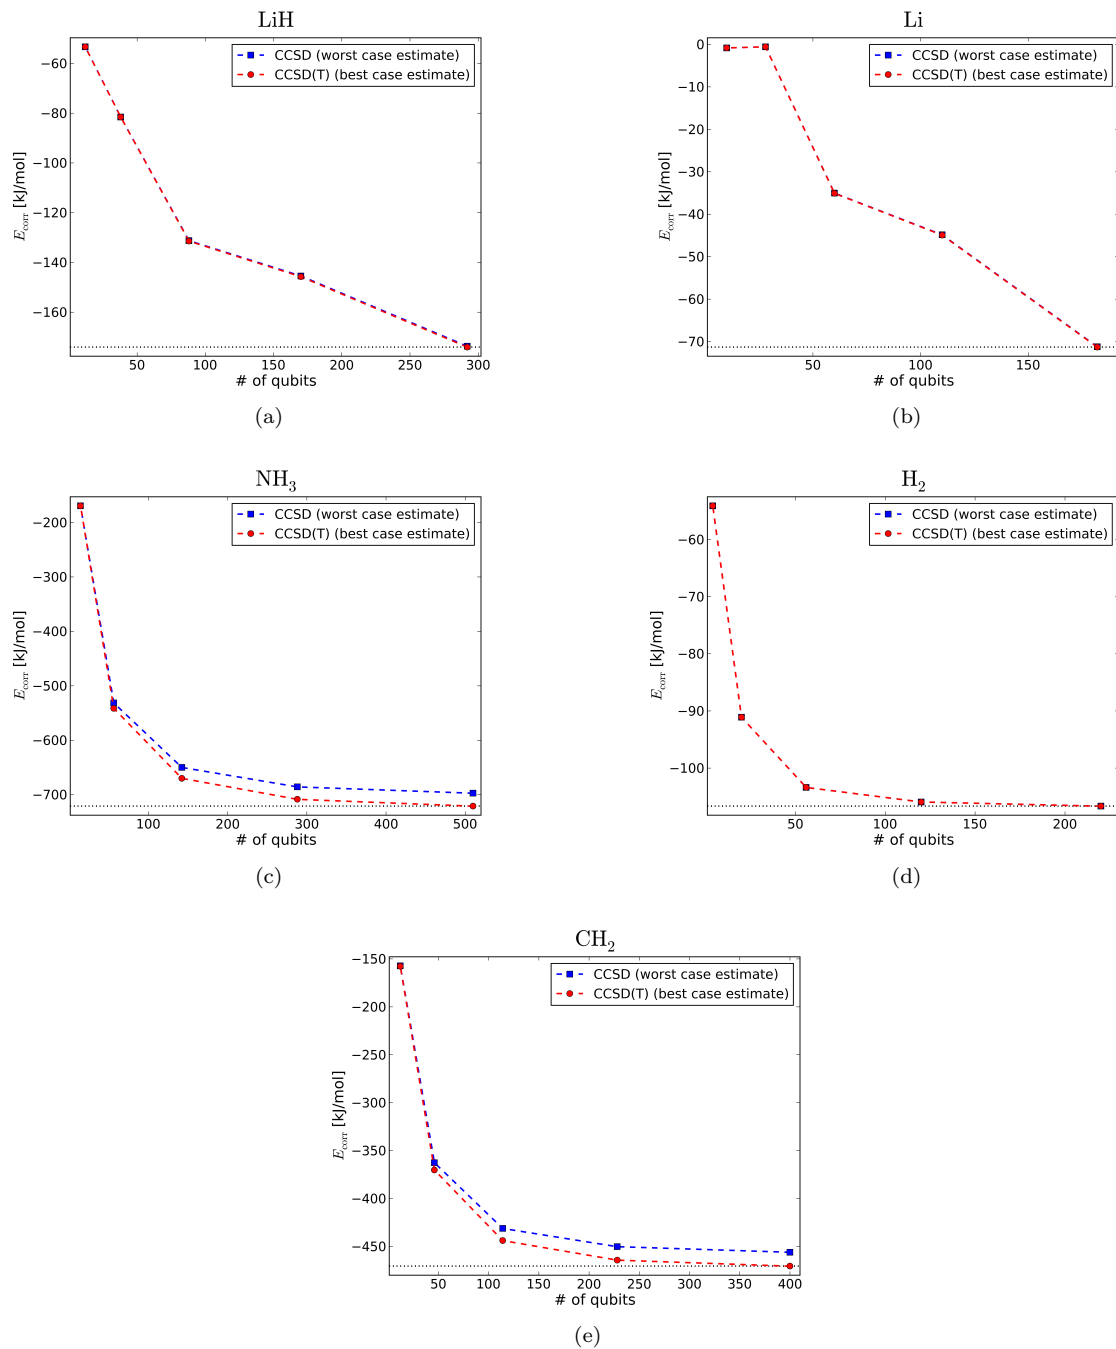 LiH
CCSD (worst case estimate)
CCSD(T) (best case estimate)
−60
−80
−100
−120
−140
−160
E_corr [kJ/mol]
50 100 150 200 250 300
# of qubits
(a)
Li
CCSD (worst case estimate)
CCSD(T) (best case estimate)
0
−10
−20
−30
−40
−50
−60
−70
E_corr [kJ/mol]
50 100 150
# of qubits
(b)
NH₃
CCSD (worst case estimate)
CCSD(T) (best case estimate)
−200
−300
−400
−500
−600
−700
E_corr [kJ/mol]
100 200 300 400 500
# of qubits
(c)
H₂
CCSD (worst case estimate)
CCSD(T) (best case estimate)
−60
−70
−80
−90
−100
E_corr [kJ/mol]
50 100 150 200
# of qubits
(d)
CH₂
CCSD (worst case estimate)
CCSD(T) (best case estimate)
−150
−200
−250
−300
−350
−400
−450
E_corr [kJ/mol]
50 100 150 200 250 300 350 400
# of qubits
(e)